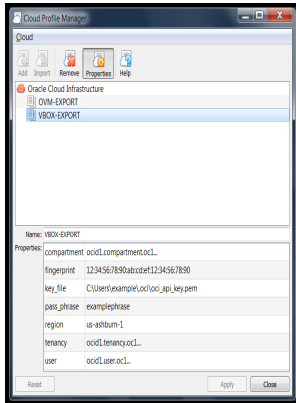 Cloud Profile Manager
Cloud
Add Import Remove Properties Help
Oracle Cloud Infrastructure
OVM-EXPORT
VBOX-EXPORT
Name: VBOX-EXPORT
Properties:
compartment ocid1.compartment.oc1...
fingerprint 12:34:56:78:90:ab:cd:ef:12:34:56:78:90
key_file C:\Users\example\.oci\oci_api_key.pem
pass_phrase examplephrase
region us-ashburn-1
tenancy ocid1.tenancy.oc1...
user ocid1.user.oc1...
Reset Apply Close